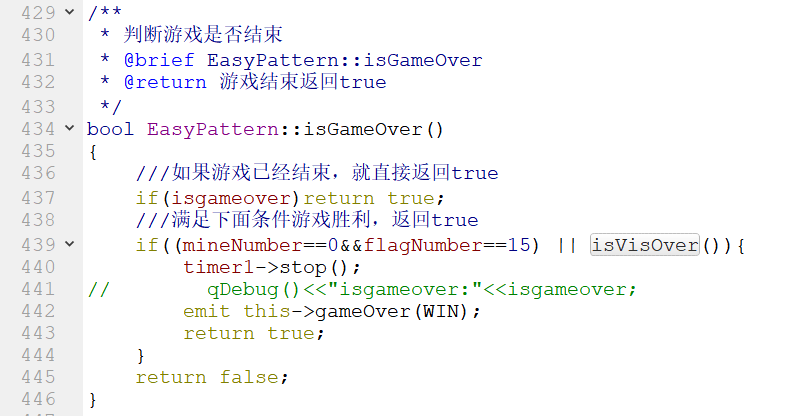 429 /**
430  * 判断游戏是否结束
431  * @brief EasyPattern::isGameOver
432  * @return 游戏结束返回true
433  */
434 bool EasyPattern::isGameOver()
435 {
436     ///如果游戏已经结束，就直接返回true
437     if(isgameover)return true;
438     ///满足下面条件游戏胜利，返回true
439     if((mineNumber==0&&flagNumber==15) || isVisOver()){
440         timer1->stop();
441 //        qDebug()<<"isgameover:"<<isgameover;
442         emit this->gameOver(WIN);
443         return true;
444     }
445     return false;
446 }